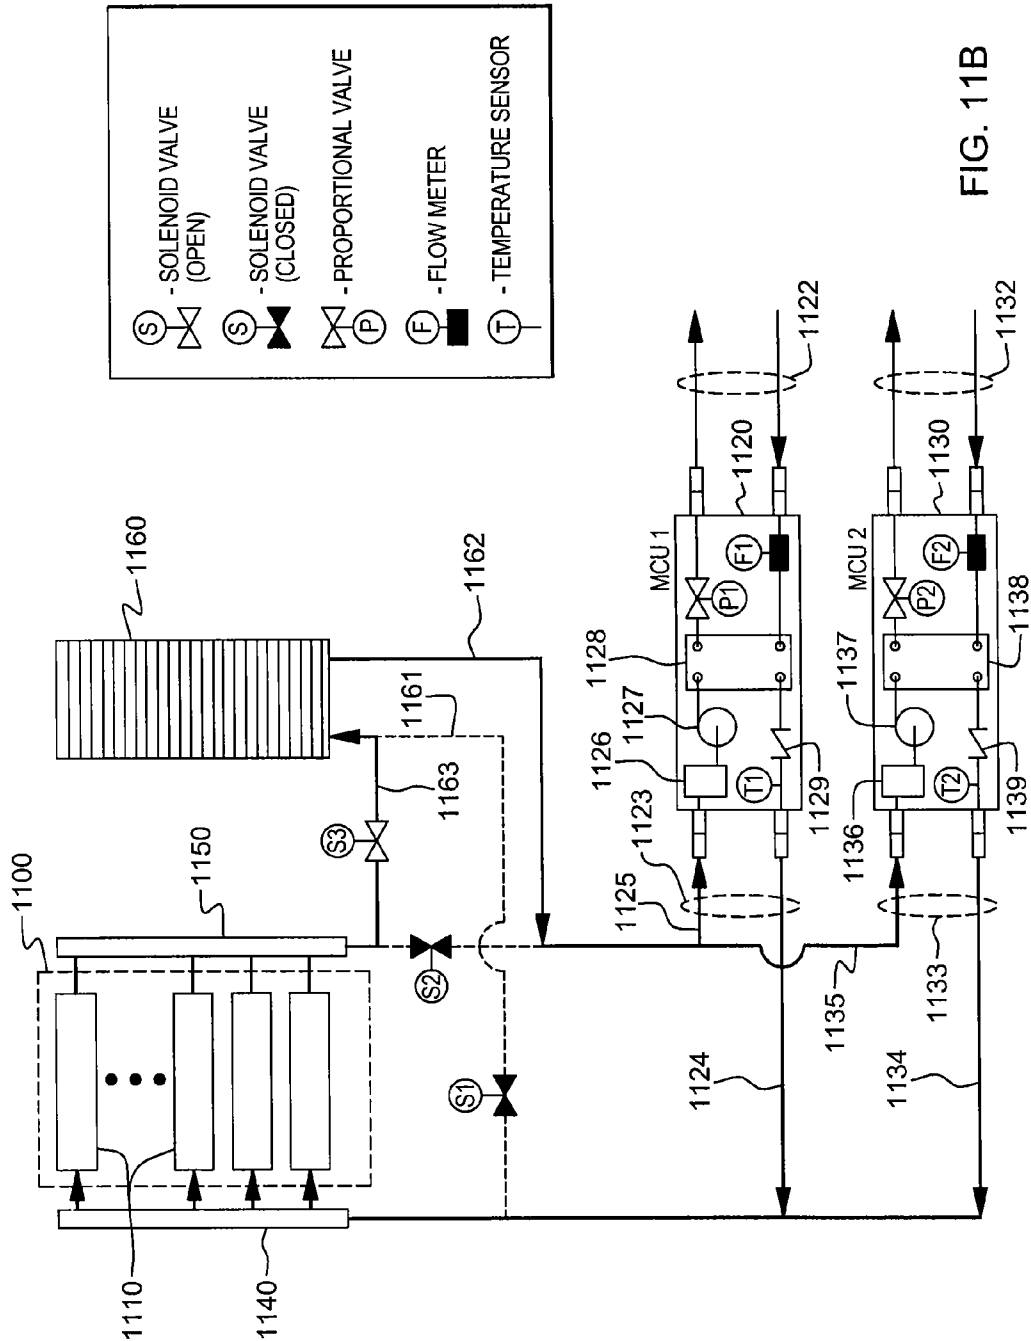 1100
1150
1110
1140
S3
S2
S1
1160
1163
1161
1162
1123
1125
1124
1135
1133
1134
MCU 1
1126
1127
1128
T1
1129
P1
F1
1120
1122
MCU 2
1136
1137
T2
1139
P2
F2
1138
1130
1132
S - SOLENOID VALVE
(OPEN)
S - SOLENOID VALVE
(CLOSED)
P - PROPORTIONAL VALVE
F - FLOW METER
T - TEMPERATURE SENSOR
FIG. 11B